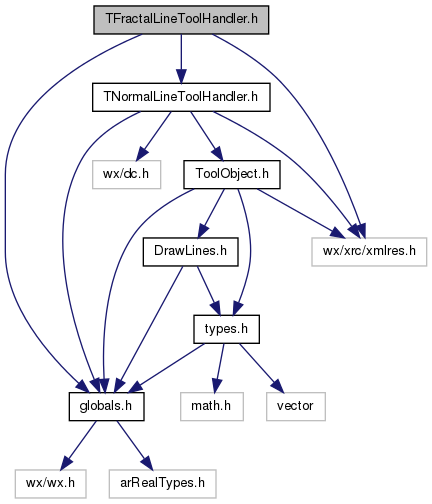 TFractalLineToolHandler.h
TNormalLineToolHandler.h
wx/dc.h
ToolObject.h
DrawLines.h
wx/xrc/xmlres.h
types.h
globals.h
math.h
vector
wx/wx.h
arRealTypes.h